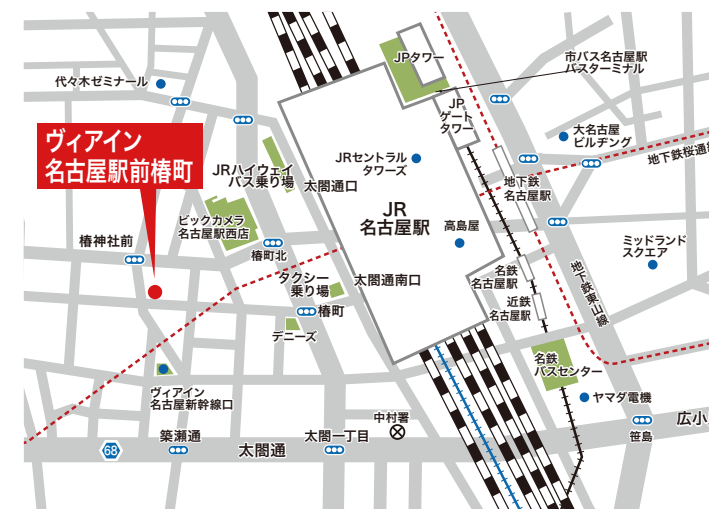 JPタワー
市バス名古屋駅
バスターミナル
代々木ゼミナール
JP
ゲート
タワー
大名古屋
ビルヂング
ヴィアイン
名古屋駅前椿町
JRハイウェイ
バス乗り場
JRセントラル
タワーズ
地下鉄桜通線
太閤通口
地下鉄
名古屋駅
JR
名古屋駅
ビックカメラ
名古屋駅西店
高島屋
椿神社前
椿町北
ミッドランド
スクエア
タクシー
乗り場
太閤通南口
名鉄
名古屋駅
地下鉄東山線
近鉄
名古屋駅
椿町
デニーズ
名鉄
バスセンター
ヴィアイン
名古屋新幹線口
ヤマダ電機
中村署
広小
笹島
築瀬通
太閤通
太閤一丁目
68